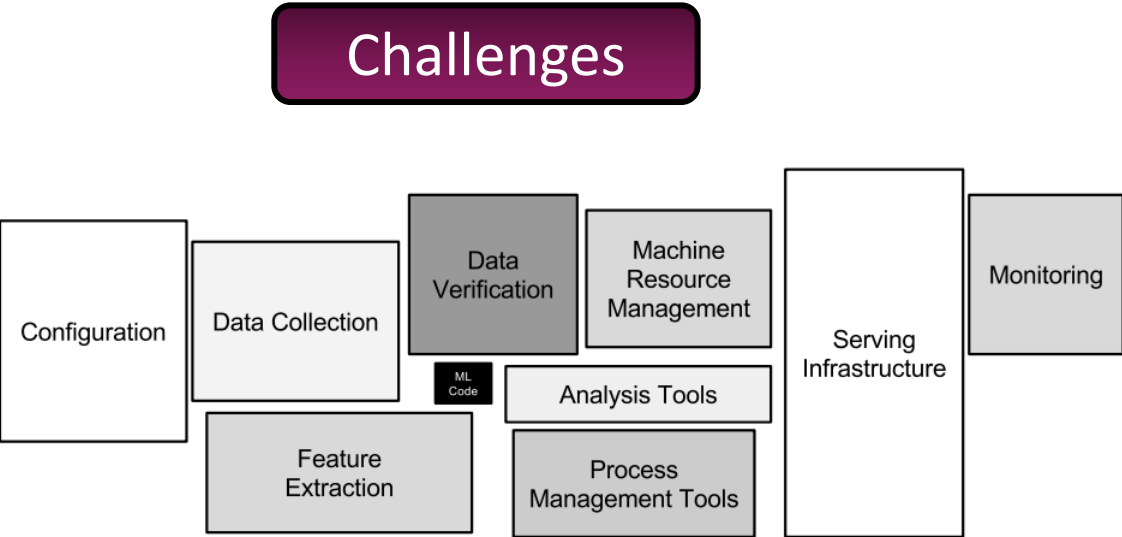 Challenges
Configuration
Data Collection
Feature
Extraction
Data
Verification
ML
Code
Machine
Resource
Management
Analysis Tools
Process
Management Tools
Serving
Infrastructure
Monitoring